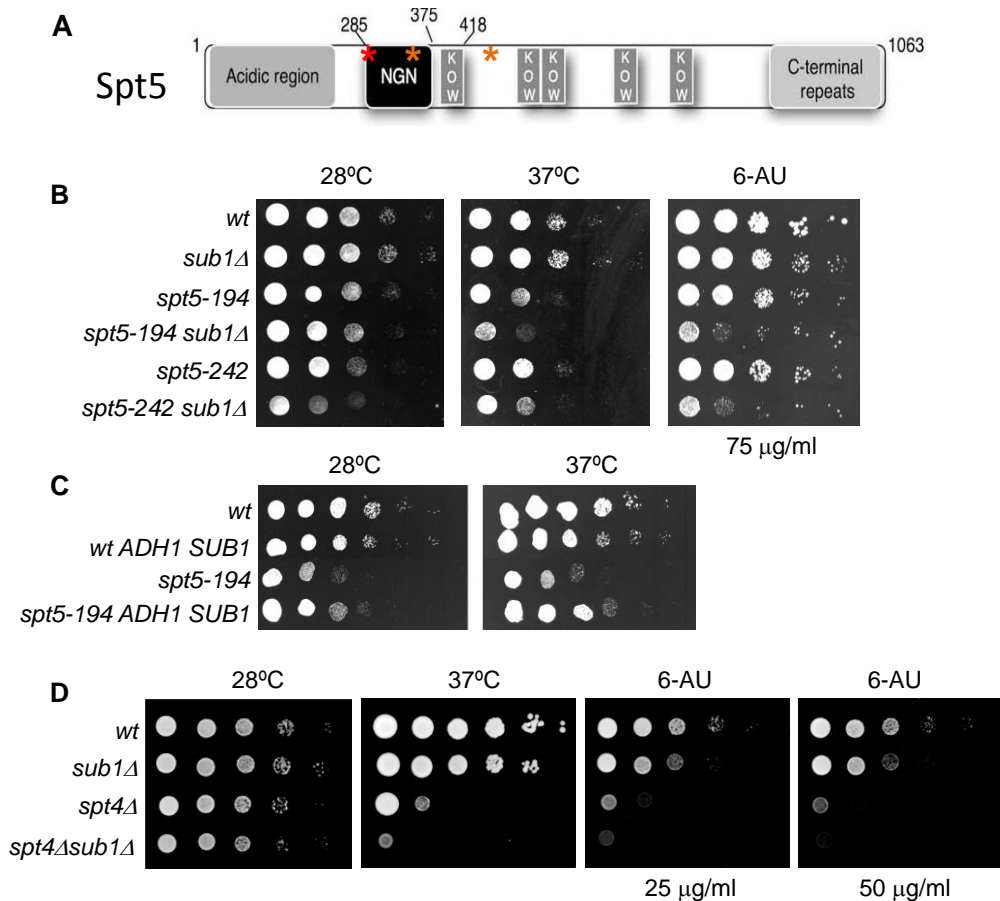 A
Spt5
1
285
375
418
1063
Acidic region
* NGN *
KOW
*
KOW
KOW
KOW
KOW
C-terminal
repeats
B
28ºC
37ºC
6-AU
wt
sub1Δ
spt5-194
spt5-194 sub1Δ
spt5-242
spt5-242 sub1Δ
75 μg/ml
C
28ºC
37ºC
wt
wt ADH1 SUB1
spt5-194
spt5-194 ADH1 SUB1
D
28ºC
37ºC
6-AU
6-AU
wt
sub1Δ
spt4Δ
spt4Δsub1Δ
25 μg/ml
50 μg/ml